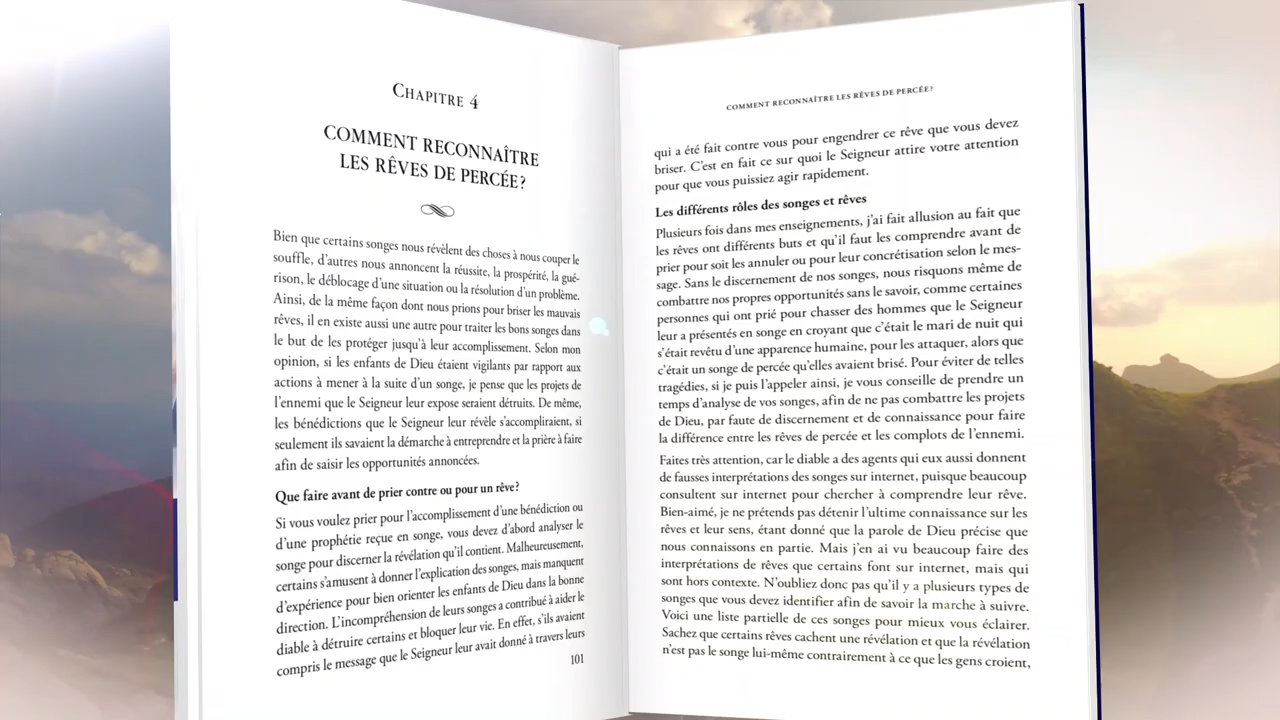 CHAPITRE 4
COMMENT RECONNAÎTRE
LES RÊVES DE PERCÉE?
Bien que certains songes nous révèlent des choses à nous couper le
souffle, d'autres nous annoncent la réussite, la prospérité, la gué-
rison, le déblocage d'une situation ou la résolution d'un problème.
Ainsi, de la même façon dont nous prions pour briser les mauvais
rêves, il en existe aussi une autre pour traiter les bons songes dans
le but de les protéger jusqu'à leur accomplissement. Selon mon
opinion, si les enfants de Dieu étaient vigilants par rapport aux
actions à mener à la suite d'un songe, je pense que les projets de
l'ennemi que le Seigneur leur expose seraient détruits. De même,
les bénédictions que le Seigneur leur révèle s'accompliraient, si
seulement ils savaient la démarche à entreprendre et la prière à faire
afin de saisir les opportunités annoncées.
Que faire avant de prier contre ou pour un rêve?
Si vous voulez prier pour l'accomplissement d'une bénédiction ou
d'une prophétie reçue en songe, vous devez d'abord analyser le
songe pour discerner la révélation qu'il contient. Malheureusement,
certains s'amusent à donner l'explication des songes, mais manquent
d'expérience pour bien orienter les enfants de Dieu dans la bonne
direction. L'incompréhension de leurs songes a contribué à aider le
diable à détruire certains et bloquer leur vie. En effet, s'ils avaient
compris le message que le Seigneur leur avait donné à travers leurs
101
COMMENT RECONNAÎTRE LES RÊVES DE PERCÉE?
qui a été fait contre vous pour engendrer ce rêve que vous devez
briser. C'est en fait ce sur quoi le Seigneur attire votre attention
pour que vous puissiez agir rapidement.
Les différents rôles des songes et rêves
Plusieurs fois dans mes enseignements, j'ai fait allusion au fait que
les rêves ont différents buts et qu'il faut les comprendre avant de
prier pour soit les annuler ou pour leur concrétisation selon le mes-
sage. Sans le discernement de nos songes, nous risquons même de
combattre nos propres opportunités sans le savoir, comme certaines
personnes qui ont prié pour chasser des hommes que le Seigneur
leur a présentés en songe en croyant que c'était le mari de nuit qui
s'était revêtu d'une apparence humaine, pour les attaquer, alors que
c'était un songe de percée qu'elles avaient brisé. Pour éviter de telles
tragédies, si je puis l'appeler ainsi, je vous conseille de prendre un
temps d'analyse de vos songes, afin de ne pas combattre les projets
de Dieu, par faute de discernement et de connaissance pour faire
la différence entre les rêves de percée et les complots de l'ennemi.
Faites très attention, car le diable a des agents qui eux aussi donnent
de fausses interprétations des songes sur internet, puisque beaucoup
consultent sur internet pour chercher à comprendre leur rêve.
Bien-aimé, je ne prétends pas détenir l'ultime connaissance sur les
rêves et leur sens, étant donné que la parole de Dieu précise que
nous connaissons en partie. Mais j'en ai vu beaucoup faire des
interprétations de rêves que certains font sur internet, mais qui
sont hors contexte. N'oubliez donc pas qu'il y a plusieurs types de
songes que vous devez identifier afin de savoir la marche à suivre.
Voici une liste partielle de ces songes pour mieux vous éclairer.
Sachez que certains rêves cachent une révélation et que la révélation
n'est pas le songe lui-même contrairement à ce que les gens croient,